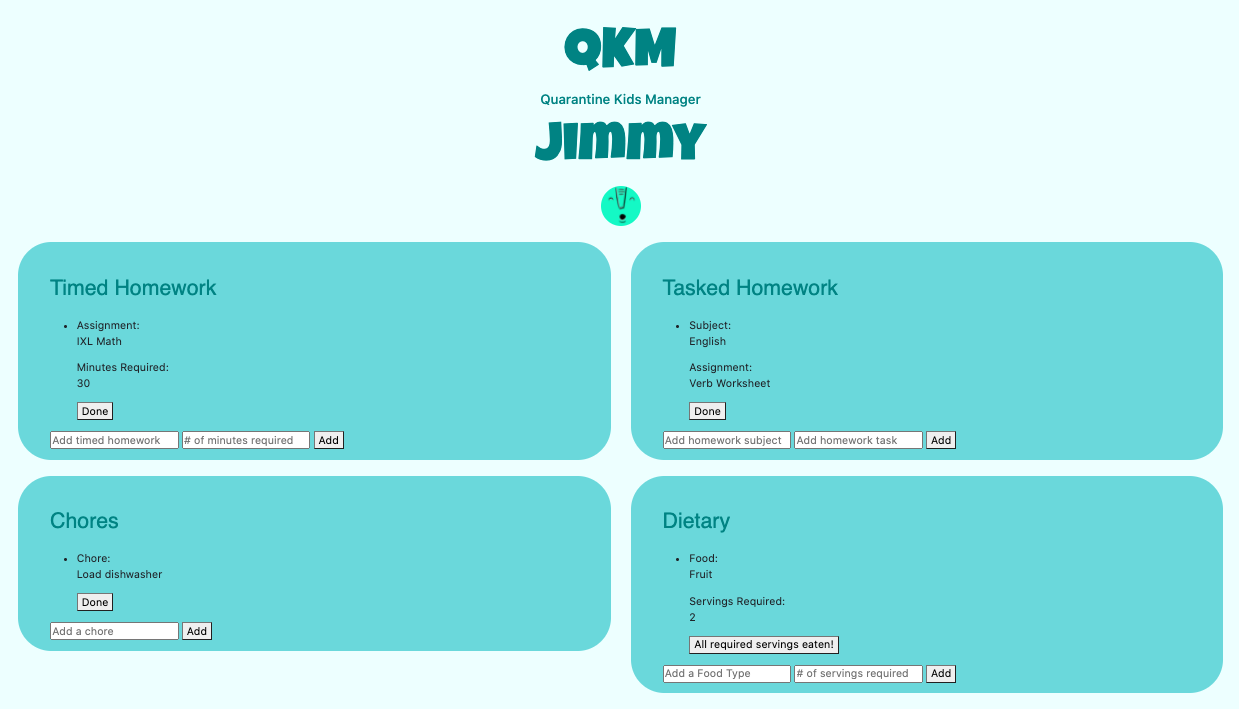 QKM
Quarantine Kids Manager
JIMMY
Timed Homework
Assignment:
IXL Math
Minutes Required:
30
Done
Add timed homework # of minutes required Add
Tasked Homework
Subject:
English
Assignment:
Verb Worksheet
Done
Add homework subject Add homework task Add
Chores
Chore:
Load dishwasher
Done
Add a chore Add
Dietary
Food:
Fruit
Servings Required:
2
All required servings eaten!
Add a Food Type # of servings required Add